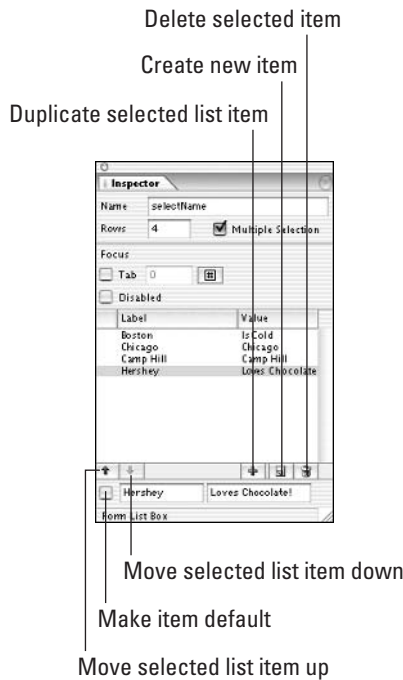 Delete selected item
Create new item
Duplicate selected list item
Inspector
Name selectName
Rows 4 Multiple Selection
Focus
Tab 0
Disabled
Label Value
Boston Is Cold
Chicago Chicago
Camp Hill Camp Hill
Hershey Loves Chocolate
Hershey Loves Chocolate!
Form List Box
Move selected list item down
Make item default
Move selected list item up